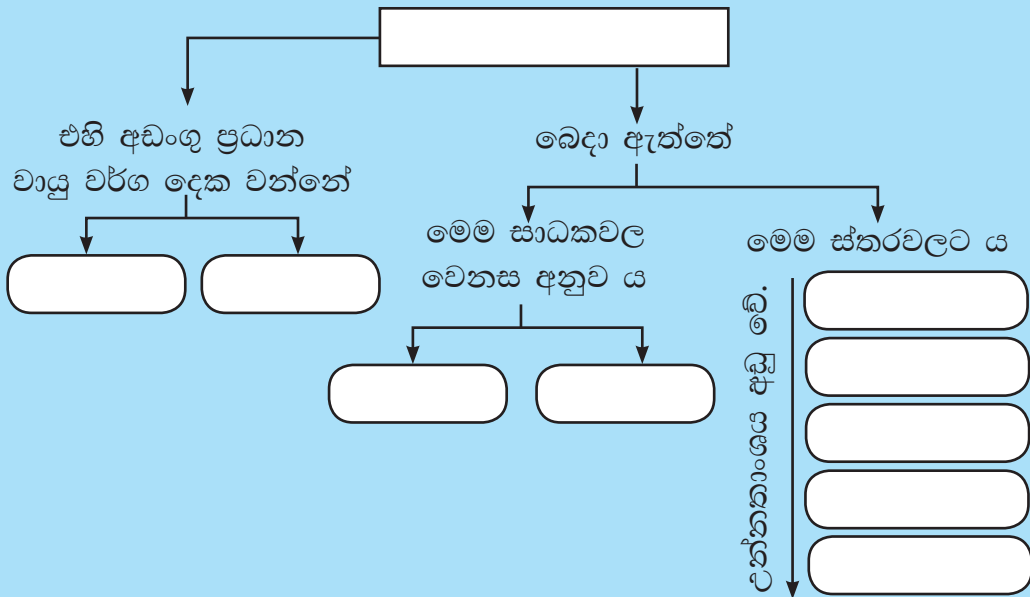 එහි අඩංගු ප්‍රධාන
වායු වර්ග දෙක වන්නේ
බෙදා ඇත්තේ
මෙම සාධකවල
වෙනස අනුව ය
මෙම ස්තරවලට ය
උන්නතාංශය අඩු වේ.